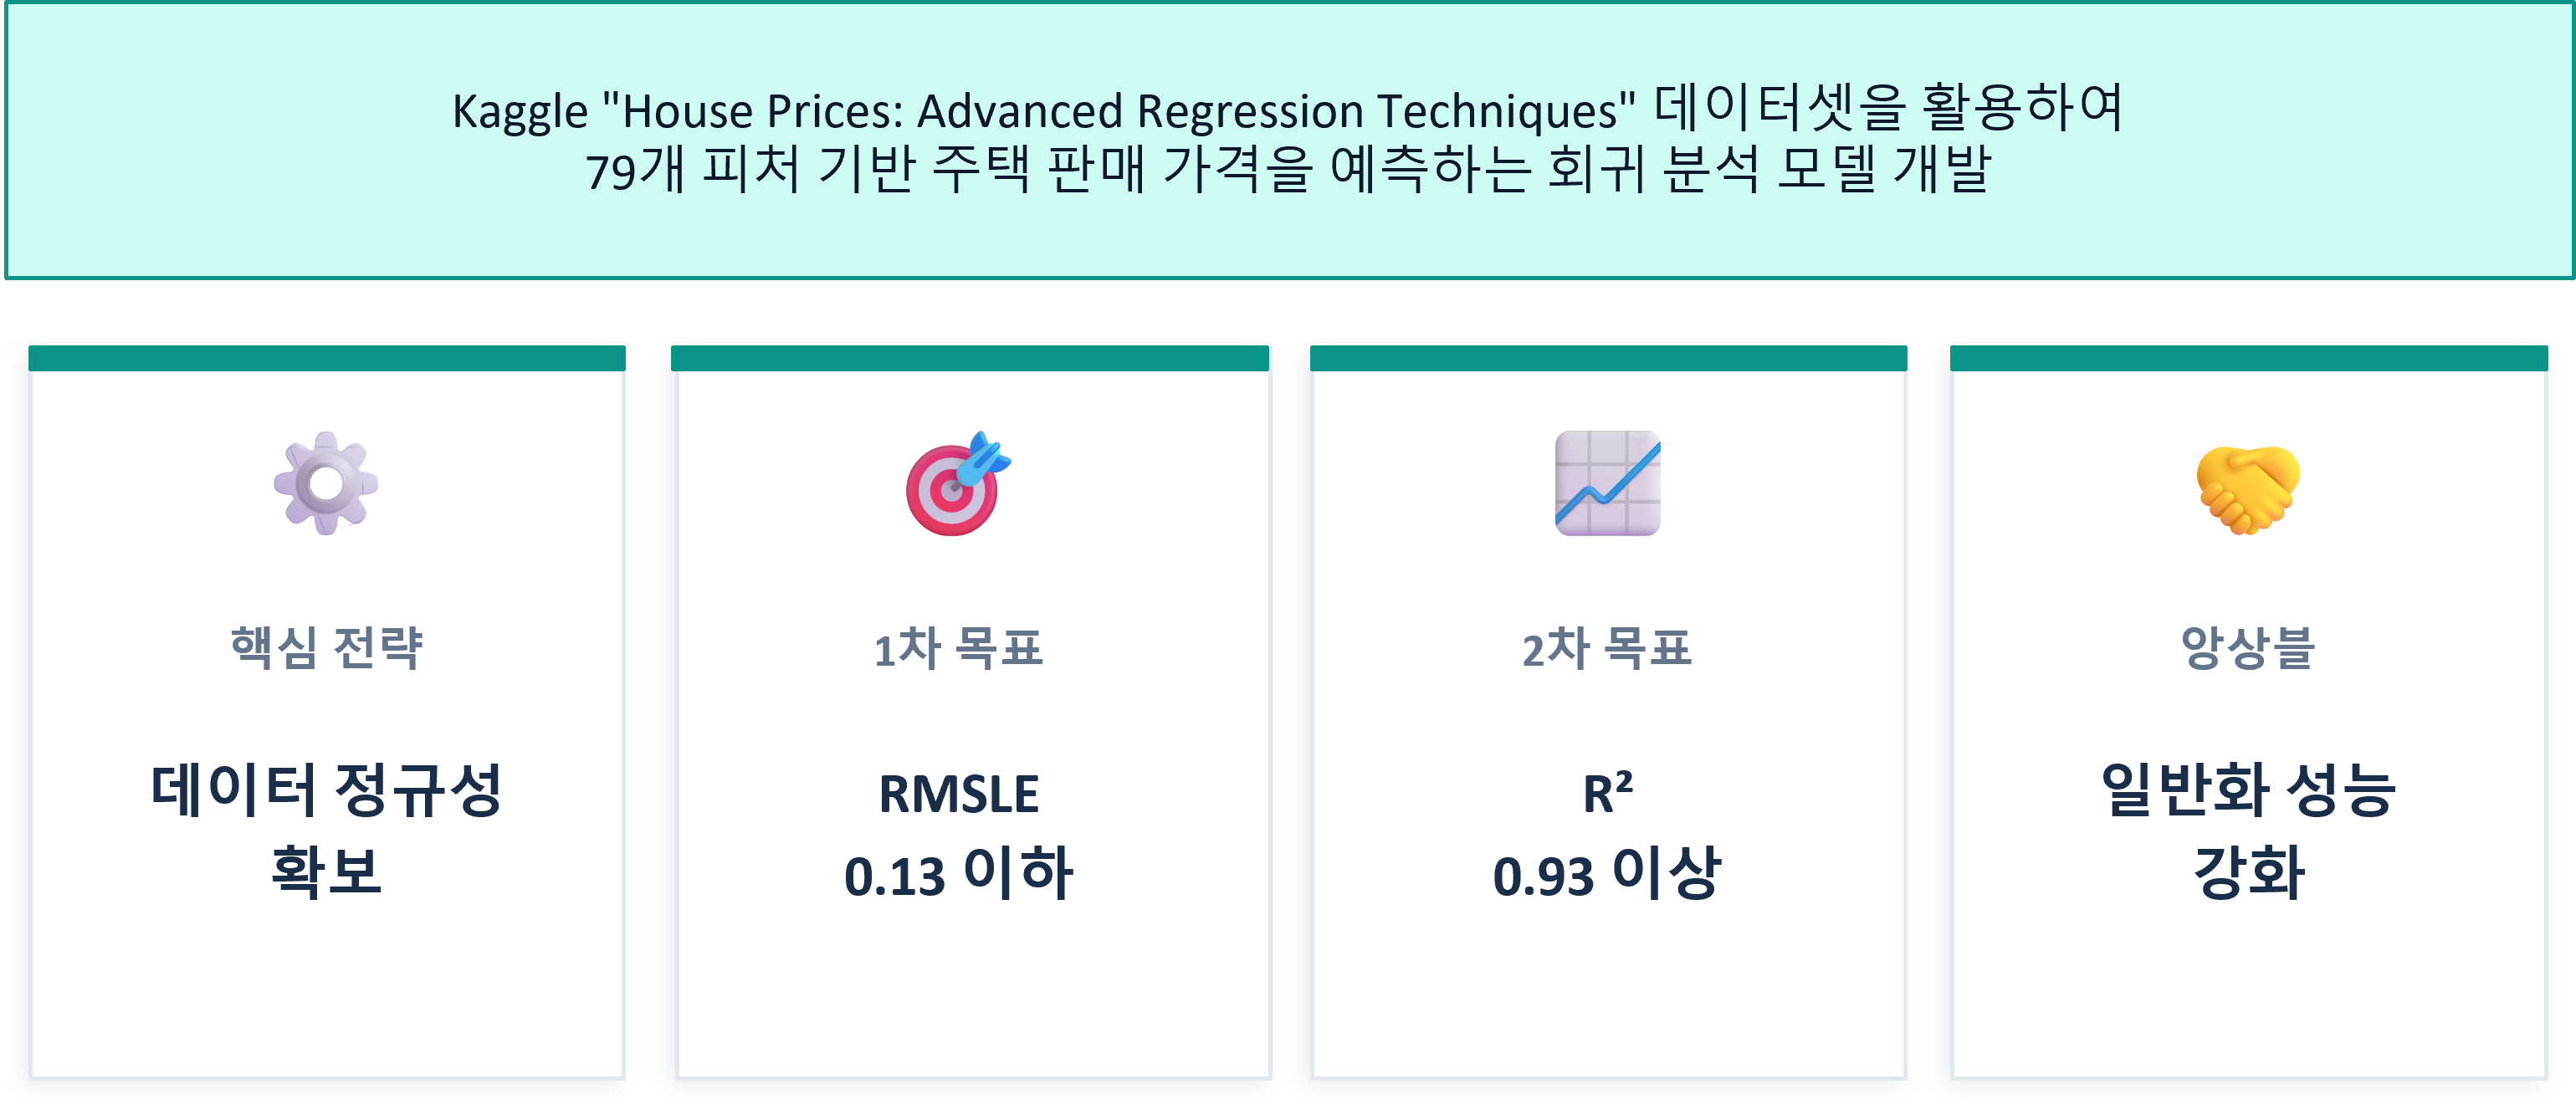 Kaggle "House Prices: Advanced Regression Techniques" 데이터셋을 활용하여
79개 피처 기반 주택 판매 가격을 예측하는 회귀 분석 모델 개발
핵심 전략
데이터 정규성
확보
1차 목표
RMSLE
0.13 이하
2차 목표
R²
0.93 이상
앙상블
일반화 성능
강화